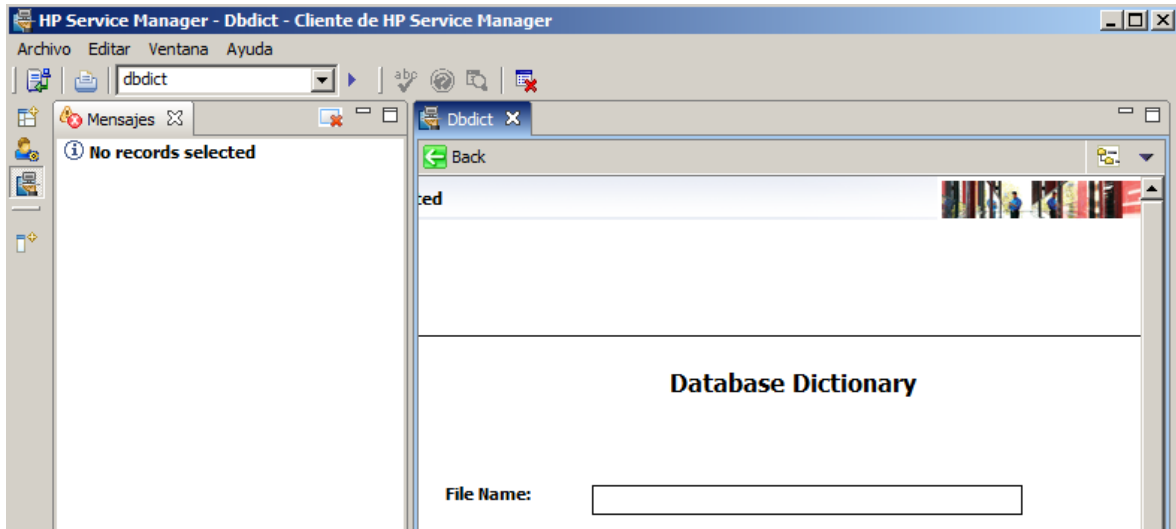 HP Service Manager - Dbdict - Cliente de HP Service Manager
Archivo Editar Ventana Ayuda
dbdict
abc
Mensajes
No records selected
Dbdict
Back
ted
Database Dictionary
File Name: